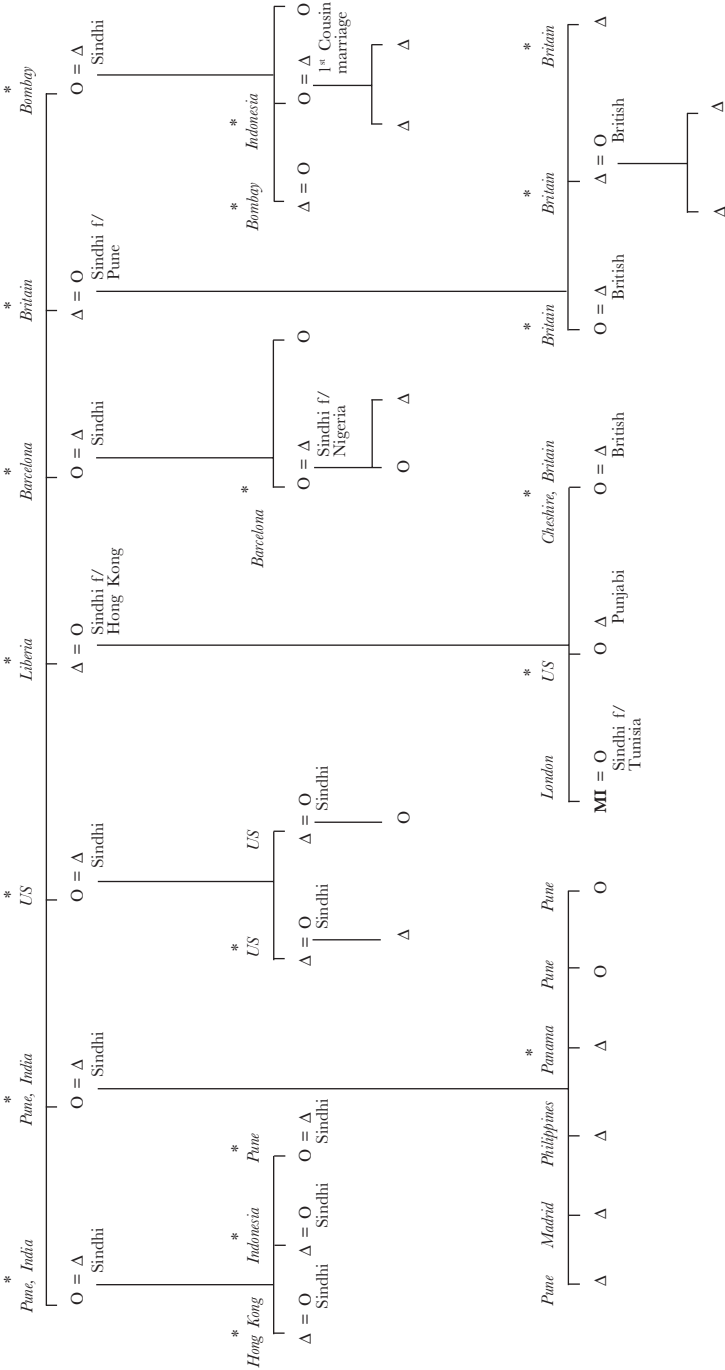 * * * * * * *
Pune, India Pune, India US Liberia Barcelona Britain Bombay
O = Δ O = Δ O = Δ Δ = O O = Δ Δ = O O = Δ
Sindhi Sindhi Sindhi Sindhi f/ Sindhi Sindhi f/ Sindhi
Hong Kong Pune
* * * * * * *
Hong Kong Indonesia Pune US US Barcelona Bombay Indonesia
Δ = O Δ = O O = Δ Δ = O Δ = O O = Δ O Δ = O O = Δ O
Sindhi Sindhi Sindhi Sindhi Sindhi Sindhi f/ 1st Cousin
Nigeria marriage
Δ O O Δ Δ Δ
* * * * * *
Pune Madrid Philippines Panama Pune Pune London US Cheshire, Britain Britain Britain Britain
Δ Δ Δ Δ O O MI = O O Δ O = Δ O = Δ Δ = O Δ
Sindhi f/ Punjabi British British British
Tunisia
Δ Δ